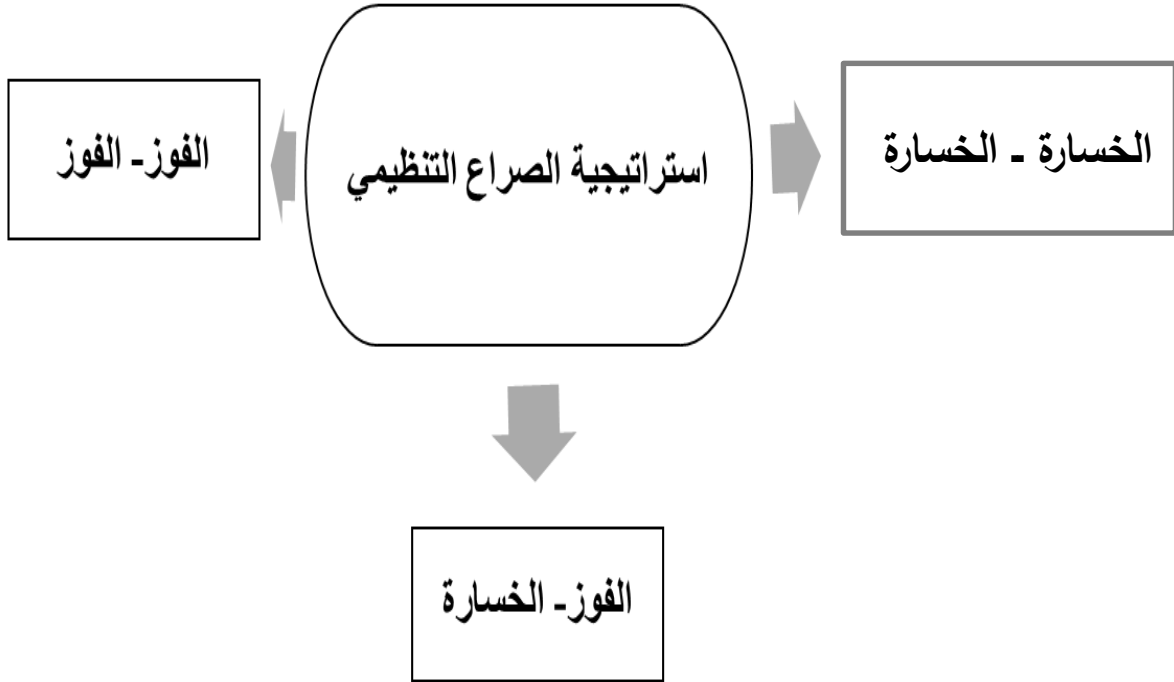 استراتيجية الصراع التنظيمي
الخسارة - الخسارة
الفوز- الفوز
الفوز- الخسارة